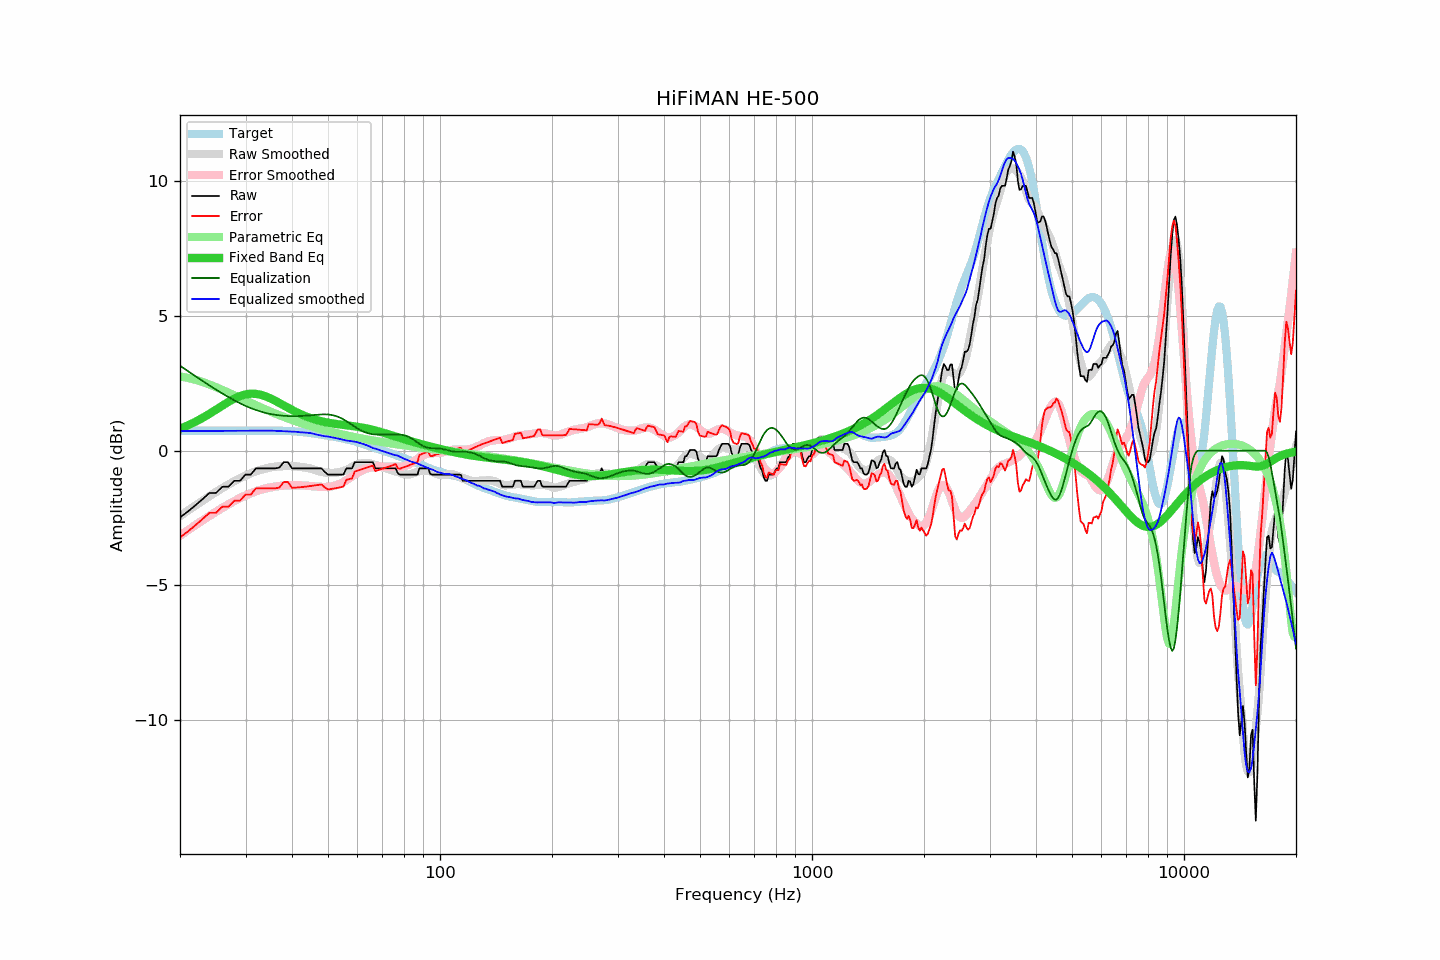 HiFiMAN HE-500
Target
Raw Smoothed
Error Smoothed
Raw
Error
Parametric Eq
Fixed Band Eq
Equalization
Equalized smoothed
Amplitude (dBr)
10
5
0
−5
−10
100
1000
10000
Frequency (Hz)